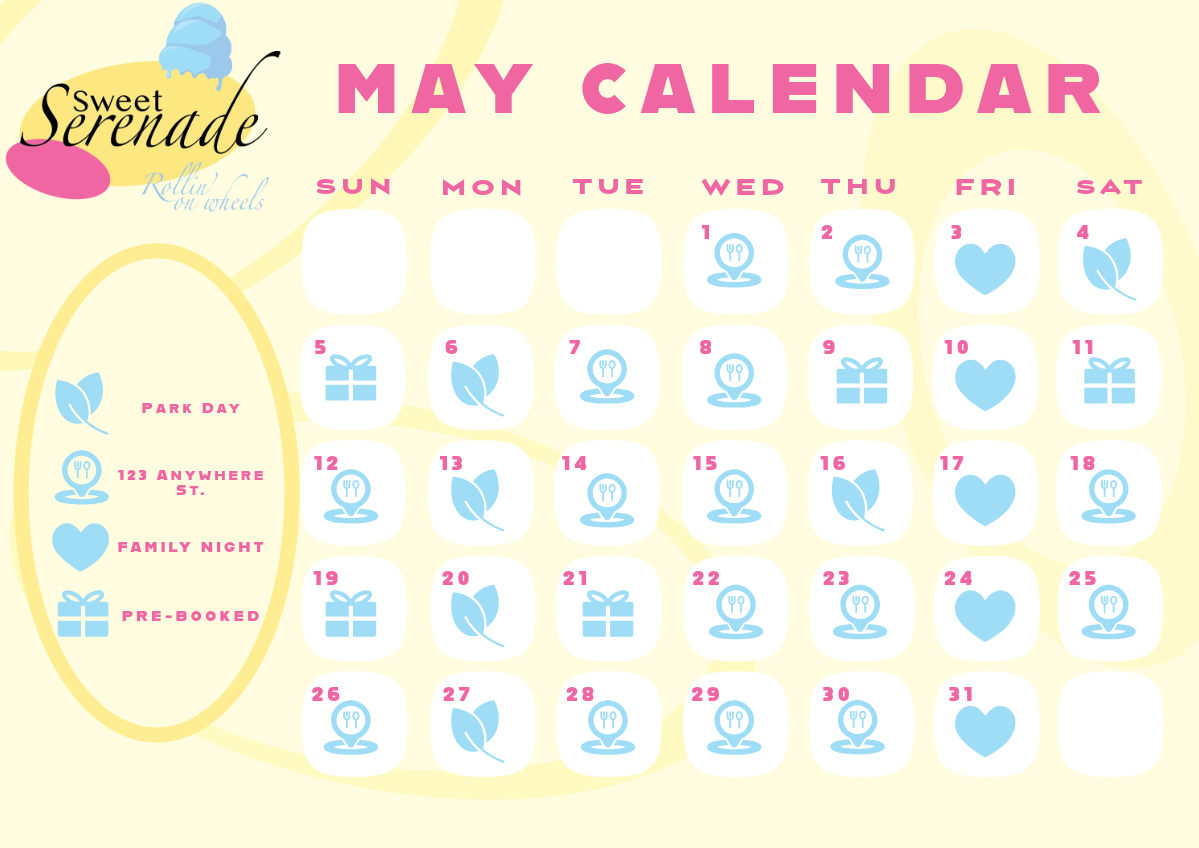 Sweet
Serenade
Rollin'
on wheels
MAY CALENDAR
SUN MON TUE WED THU FRI SAT
1 2 3 4
5 6 7 8 9 10 11
12 13 14 15 16 17 18
19 20 21 22 23 24 25
26 27 28 29 30 31
Park Day
123 Anywhere
St.
FAMILY NIGHT
PRE-BOOKED